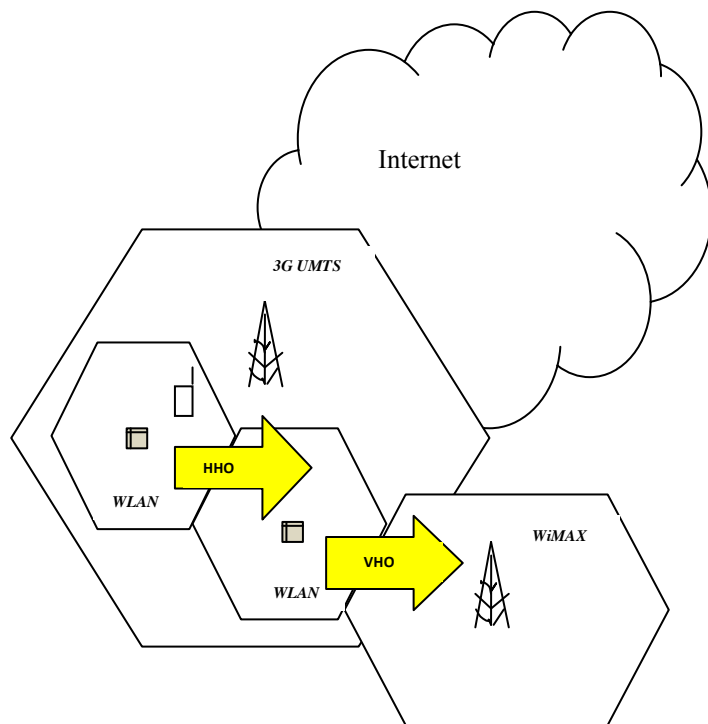 Internet
3G UMTS
HHO
WLAN
WiMAX
VHO
WLAN